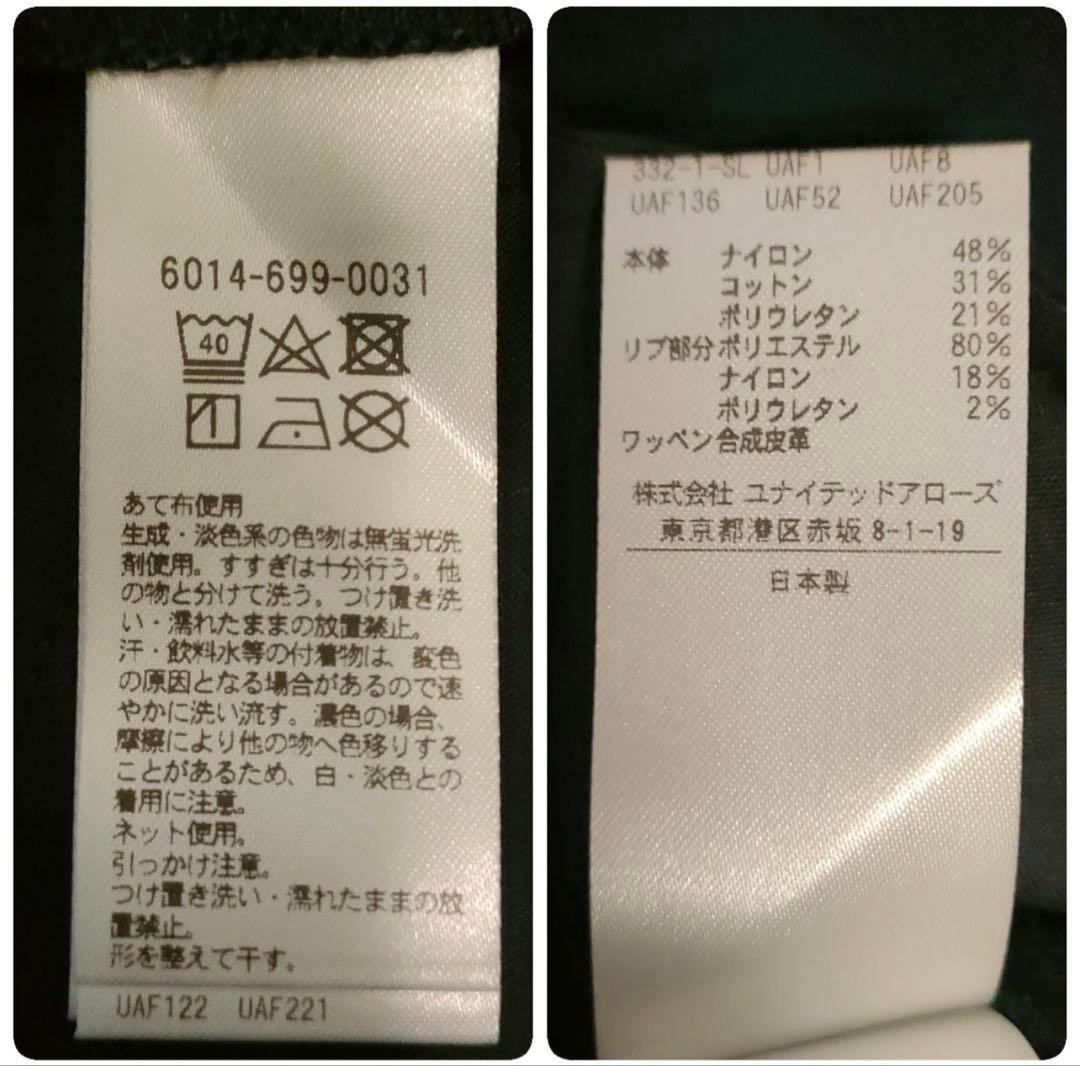 6014-699-0031
40
あて布使用
生成・淡色系の色物は無蛍光洗
剤使用。すすぎは十分行う。他
の物と分けて洗う。つけ置き洗
い・濡れたままの放置禁止。
汗・飲料水等の付着物は、変色
の原因となる場合があるので速
やかに洗い流す。濃色の場合、
摩擦により他の物へ色移りする
ことがあるため、白・淡色との
着用に注意。
ネット使用。
引っかけ注意。
つけ置き洗い・濡れたままの放
置禁止。
形を整えて干す。
UAF122 UAF221
332-1-SL UAF1 UAF8
UAF136 UAF52 UAF205
本体 ナイロン 48%
コットン 31%
ポリウレタン 21%
リブ部分ポリエステル 80%
ナイロン 18%
ポリウレタン 2%
ワッペン合成皮革
株式会社 ユナイテッドアローズ
東京都港区赤坂 8-1-19
日本製